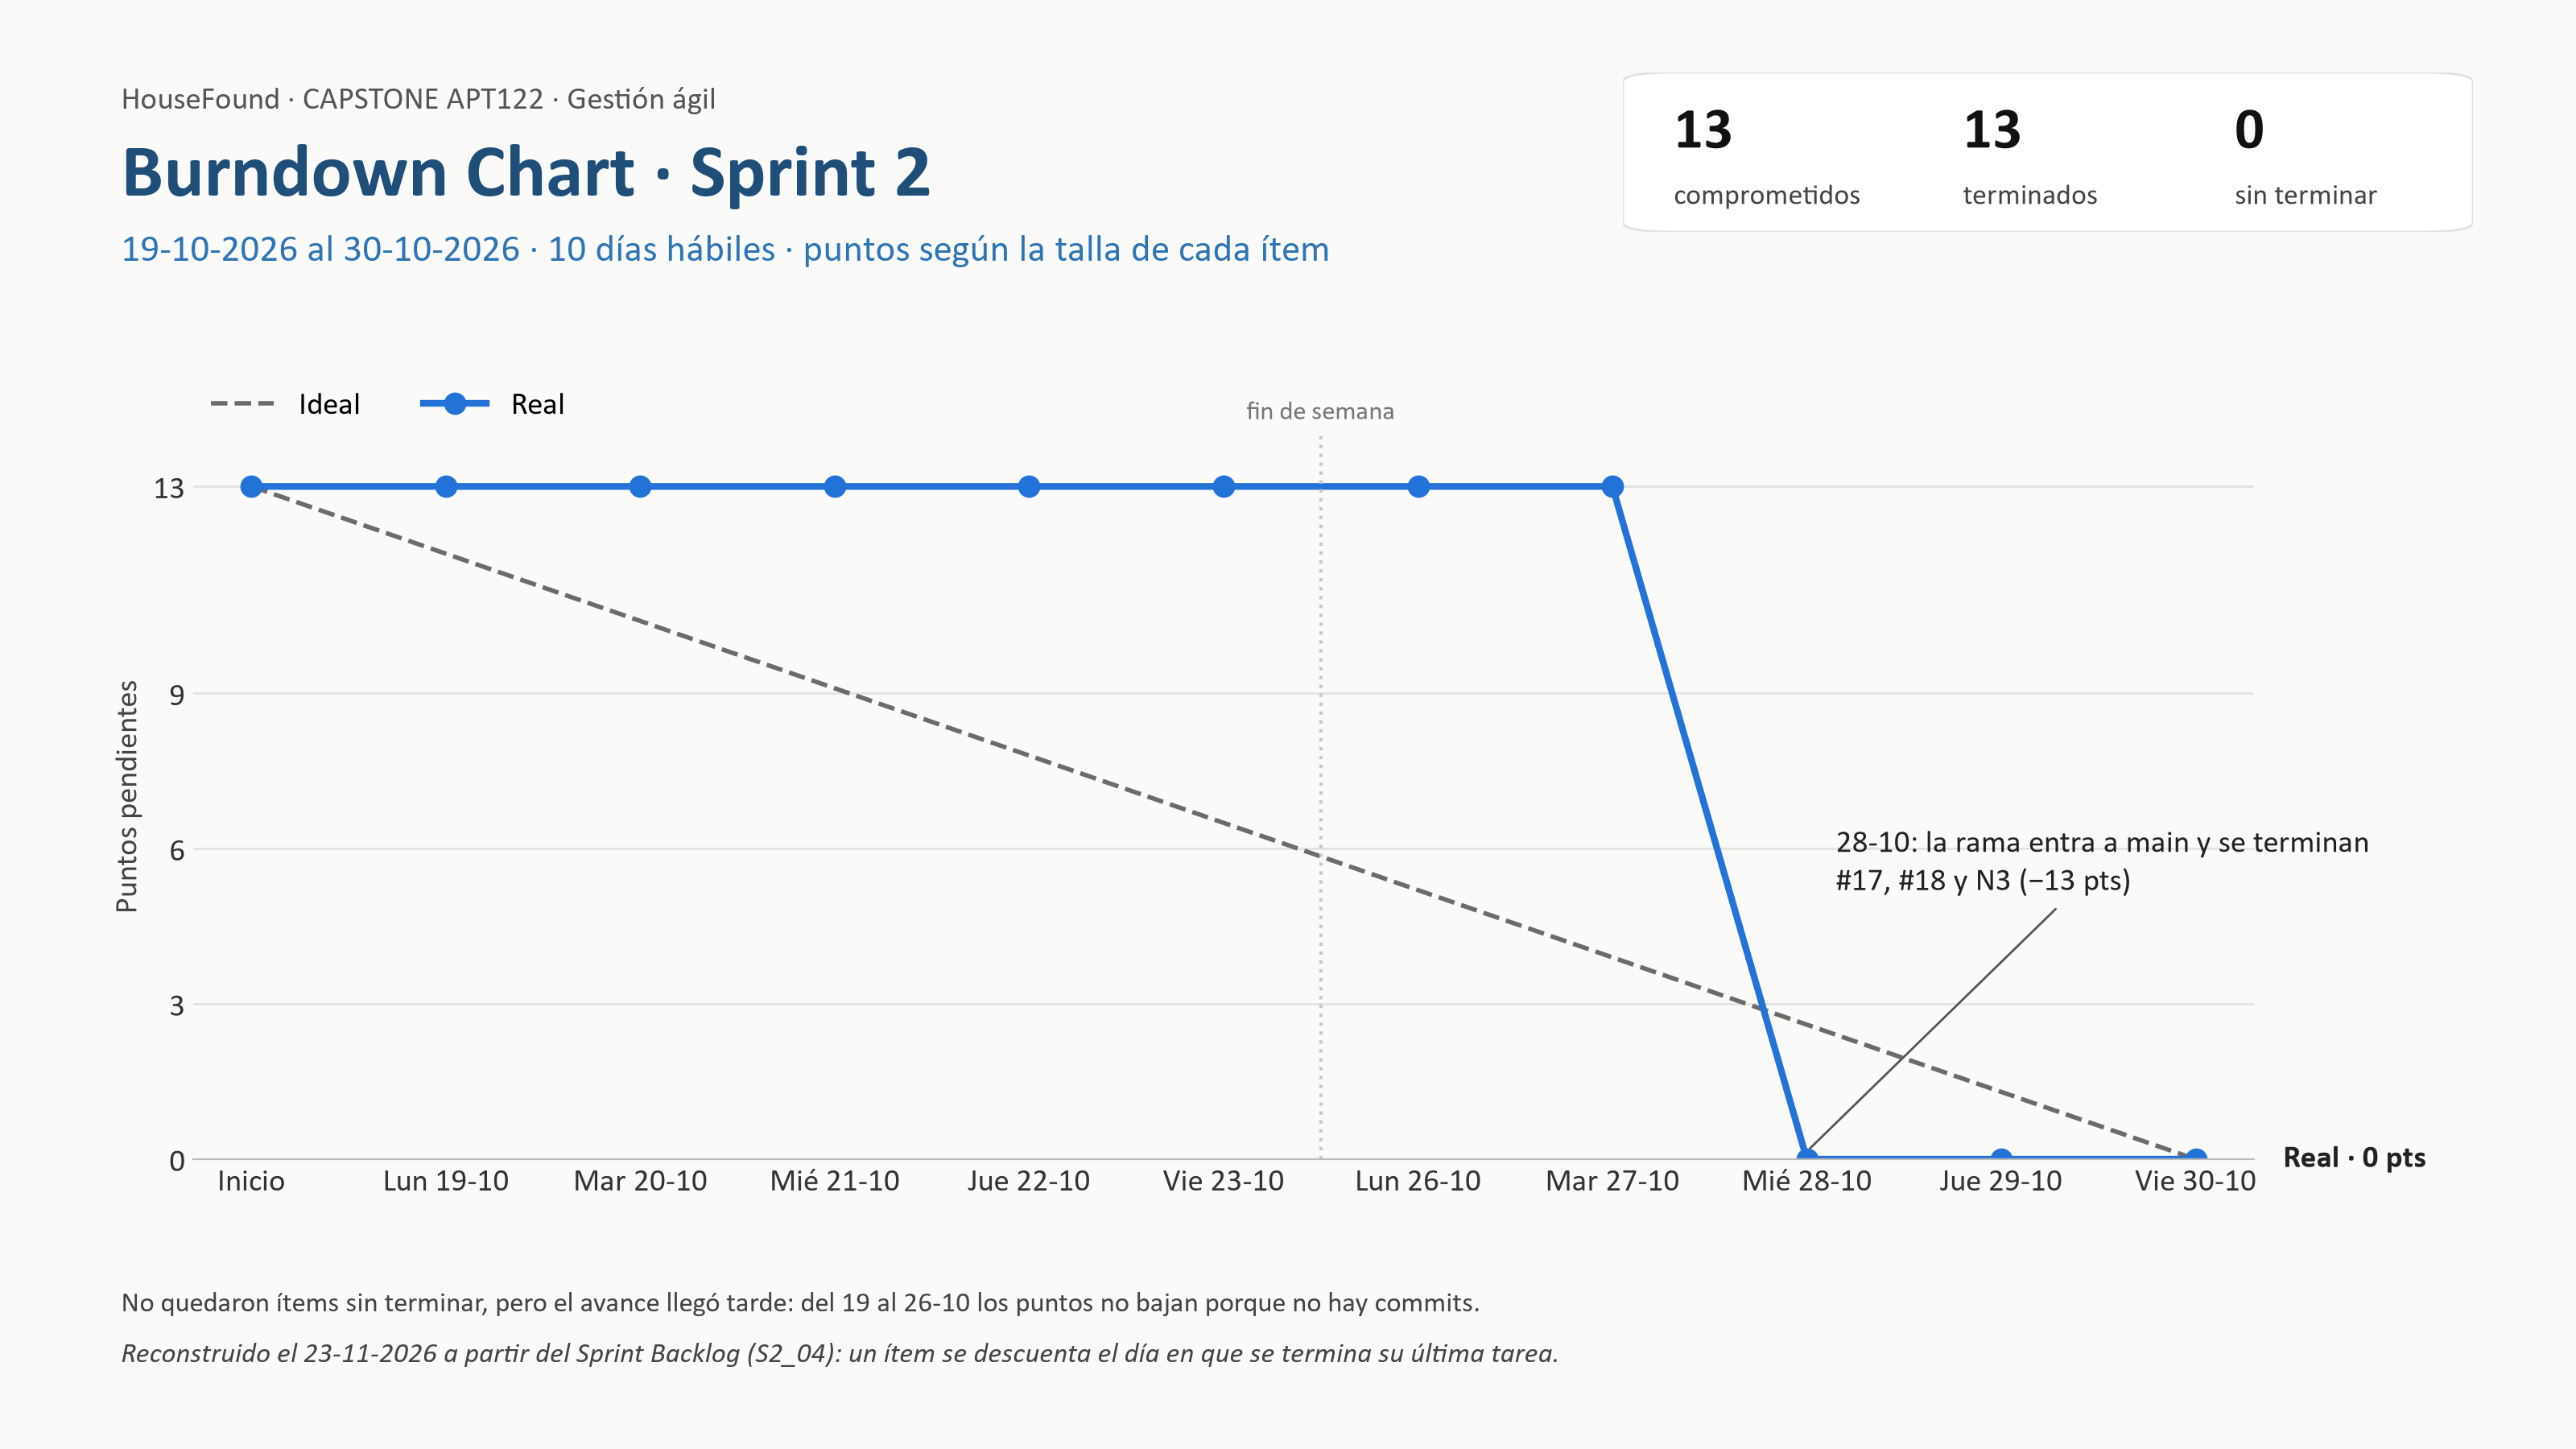 HouseFound · CAPSTONE APT122 · Gestión ágil
Burndown Chart · Sprint 2
19-10-2026 al 30-10-2026 · 10 días hábiles · puntos según la talla de cada ítem
13 13 0
comprometidos terminados sin terminar
Ideal Real
fin de semana
13
9
6
3
0
Puntos pendientes
28-10: la rama entra a main y se terminan
#17, #18 y N3 (−13 pts)
Real · 0 pts
Inicio Lun 19-10 Mar 20-10 Mié 21-10 Jue 22-10 Vie 23-10 Lun 26-10 Mar 27-10 Mié 28-10 Jue 29-10 Vie 30-10
No quedaron ítems sin terminar, pero el avance llegó tarde: del 19 al 26-10 los puntos no bajan porque no hay commits.
Reconstruido el 23-11-2026 a partir del Sprint Backlog (S2_04): un ítem se descuenta el día en que se termina su última tarea.